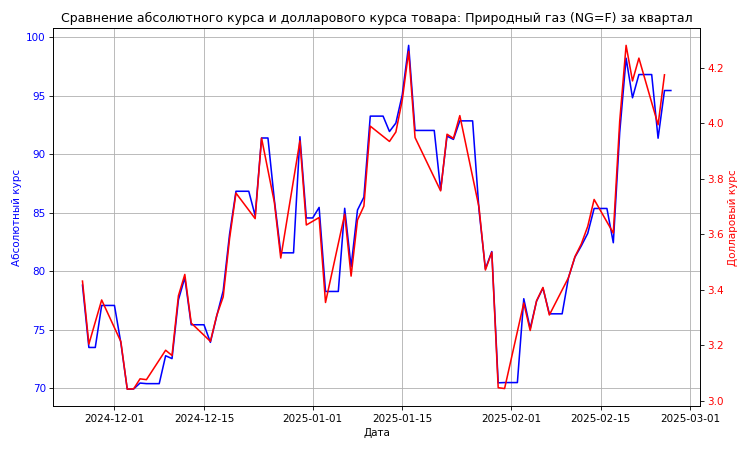 Сравнение абсолютного курса и долларового курса товара: Природный газ (NG=F) за квартал
100
95
90
85
80
75
70
Абсолютный курс
4.2
4.0
3.8
3.6
3.4
3.2
3.0
Долларовый курс
2024-12-01 2024-12-15 2025-01-01 2025-01-15 2025-02-01 2025-02-15 2025-03-01
Дата